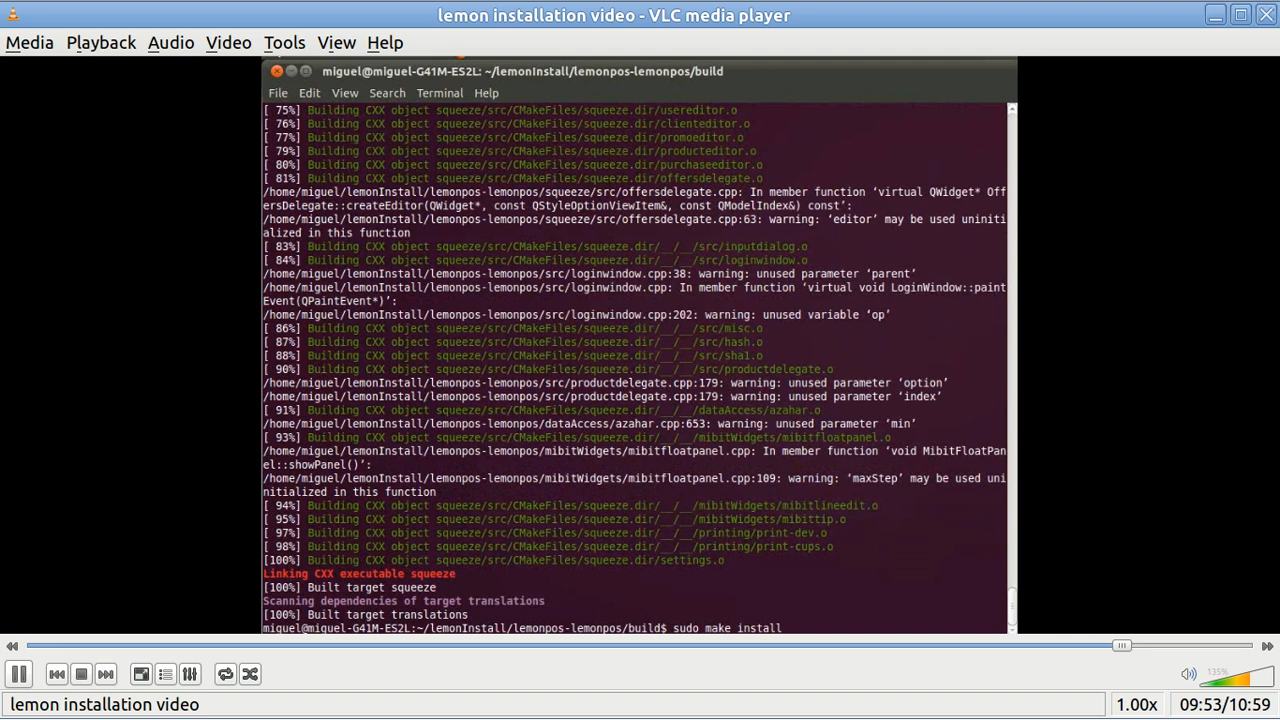 lemon installation video - VLC media player
Media Playback Audio Video Tools View Help
miguel@miguel-G41M-ES2L: ~/lemonInstall/lemonpos-lemonpos/build
File Edit View Search Terminal Help
[ 75%] Building CXX object squeeze/src/CMakeFiles/squeeze.dir/usereditor.o
[ 76%] Building CXX object squeeze/src/CMakeFiles/squeeze.dir/clienteditor.o
[ 77%] Building CXX object squeeze/src/CMakeFiles/squeeze.dir/promoeditor.o
[ 79%] Building CXX object squeeze/src/CMakeFiles/squeeze.dir/producteditor.o
[ 80%] Building CXX object squeeze/src/CMakeFiles/squeeze.dir/purchaseeditor.o
[ 81%] Building CXX object squeeze/src/CMakeFiles/squeeze.dir/offersdelegate.o
/home/miguel/lemonInstall/lemonpos-lemonpos/squeeze/src/offersdelegate.cpp: In member function ‘virtual QWidget* Off
ersDelegate::createEditor(QWidget*, const QStyleOptionViewItem&, const QModelIndex&) const’:
/home/miguel/lemonInstall/lemonpos-lemonpos/squeeze/src/offersdelegate.cpp:63: warning: ‘editor’ may be used uniniti
alized in this function
[ 83%] Building CXX object squeeze/src/CMakeFiles/squeeze.dir/__/__/src/inputdialog.o
[ 84%] Building CXX object squeeze/src/CMakeFiles/squeeze.dir/__/__/src/loginwindow.o
/home/miguel/lemonInstall/lemonpos-lemonpos/src/loginwindow.cpp:38: warning: unused parameter ‘parent’
/home/miguel/lemonInstall/lemonpos-lemonpos/src/loginwindow.cpp: In member function ‘virtual void LoginWindow::paint
Event(QPaintEvent*)’:
/home/miguel/lemonInstall/lemonpos-lemonpos/src/loginwindow.cpp:202: warning: unused variable ‘op’
[ 86%] Building CXX object squeeze/src/CMakeFiles/squeeze.dir/__/__/src/misc.o
[ 87%] Building CXX object squeeze/src/CMakeFiles/squeeze.dir/__/__/src/hash.o
[ 88%] Building CXX object squeeze/src/CMakeFiles/squeeze.dir/__/__/src/sha1.o
[ 90%] Building CXX object squeeze/src/CMakeFiles/squeeze.dir/__/__/src/productdelegate.o
/home/miguel/lemonInstall/lemonpos-lemonpos/src/productdelegate.cpp:179: warning: unused parameter ‘option’
/home/miguel/lemonInstall/lemonpos-lemonpos/src/productdelegate.cpp:179: warning: unused parameter ‘index’
[ 91%] Building CXX object squeeze/src/CMakeFiles/squeeze.dir/__/__/dataAccess/azahar.o
/home/miguel/lemonInstall/lemonpos-lemonpos/dataAccess/azahar.cpp:653: warning: unused parameter ‘min’
[ 93%] Building CXX object squeeze/src/CMakeFiles/squeeze.dir/__/__/mibitWidgets/mibitfloatpanel.o
/home/miguel/lemonInstall/lemonpos-lemonpos/mibitWidgets/mibitfloatpanel.cpp: In member function ‘void MibitFloatPan
el::showPanel()’:
/home/miguel/lemonInstall/lemonpos-lemonpos/mibitWidgets/mibitfloatpanel.cpp:109: warning: ‘maxStep’ may be used uni
nitialized in this function
[ 94%] Building CXX object squeeze/src/CMakeFiles/squeeze.dir/__/__/mibitWidgets/mibitlineedit.o
[ 95%] Building CXX object squeeze/src/CMakeFiles/squeeze.dir/__/__/mibitWidgets/mibittip.o
[ 97%] Building CXX object squeeze/src/CMakeFiles/squeeze.dir/__/__/printing/print-dev.o
[ 98%] Building CXX object squeeze/src/CMakeFiles/squeeze.dir/__/__/printing/print-cups.o
[100%] Building CXX object squeeze/src/CMakeFiles/squeeze.dir/settings.o
Linking CXX executable squeeze
[100%] Built target squeeze
Scanning dependencies of target translations
[100%] Built target translations
miguel@miguel-G41M-ES2L:~/lemonInstall/lemonpos-lemonpos/build$ sudo make install
135%
lemon installation video 1.00x 09:53/10:59